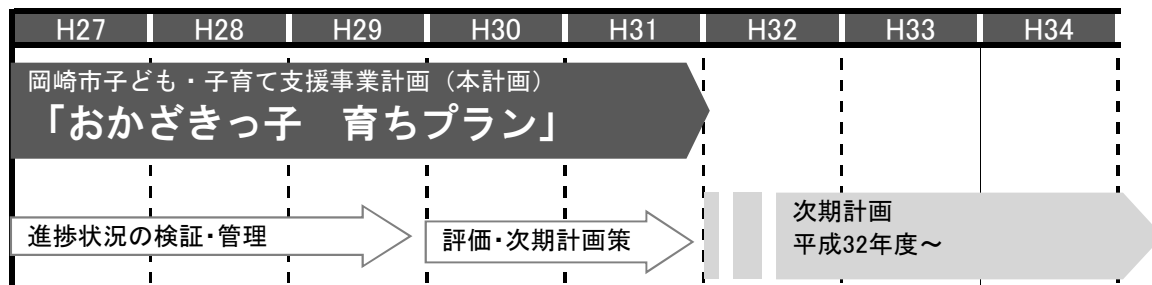 H27 H28 H29 H30 H31 H32 H33 H34
岡崎市子ども・子育て支援事業計画（本計画）
「おかざきっ子　育ちプラン」
進捗状況の検証・管理
評価・次期計画策
次期計画
平成32年度～